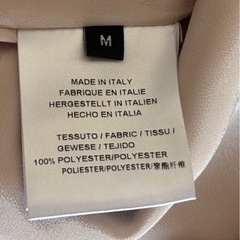 M
MADE IN ITALY
FABRIQUE EN ITALIE
HERGESTELLT IN ITALIEN
HECHO EN ITALIA
TESSUTO / FABRIC / TISSU /
GEWESE / TEJIDO
100% POLYESTER/POLYESTER/
POLIESTER/POLYESTER/聚酯纤维